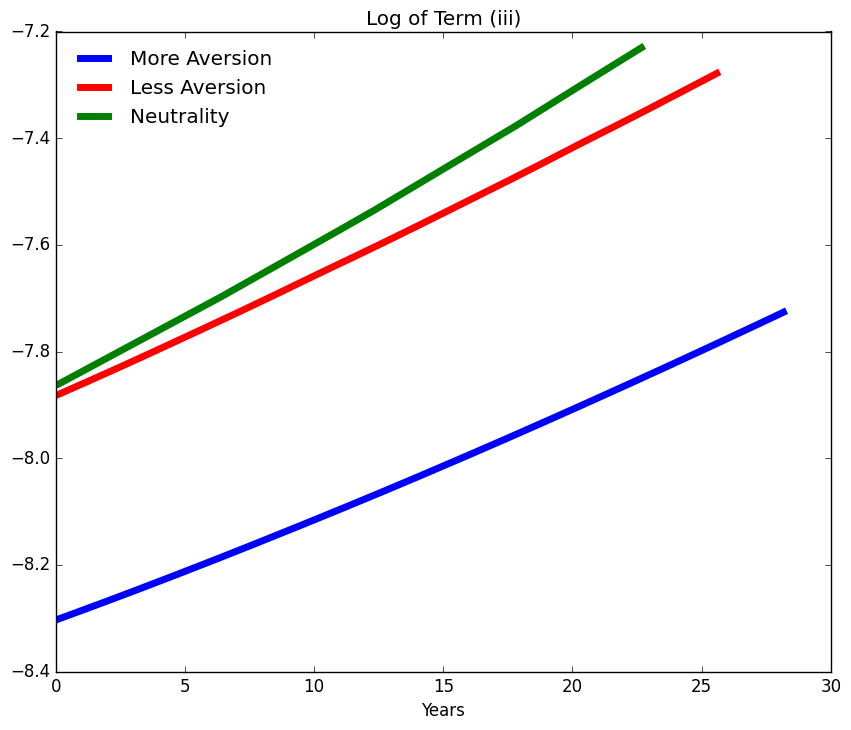 Log of Term (iii)
−7.2
−7.4
−7.6
−7.8
−8.0
−8.2
−8.4
More Aversion
Less Aversion
Neutrality
0 5 10 15 20 25 30
Years